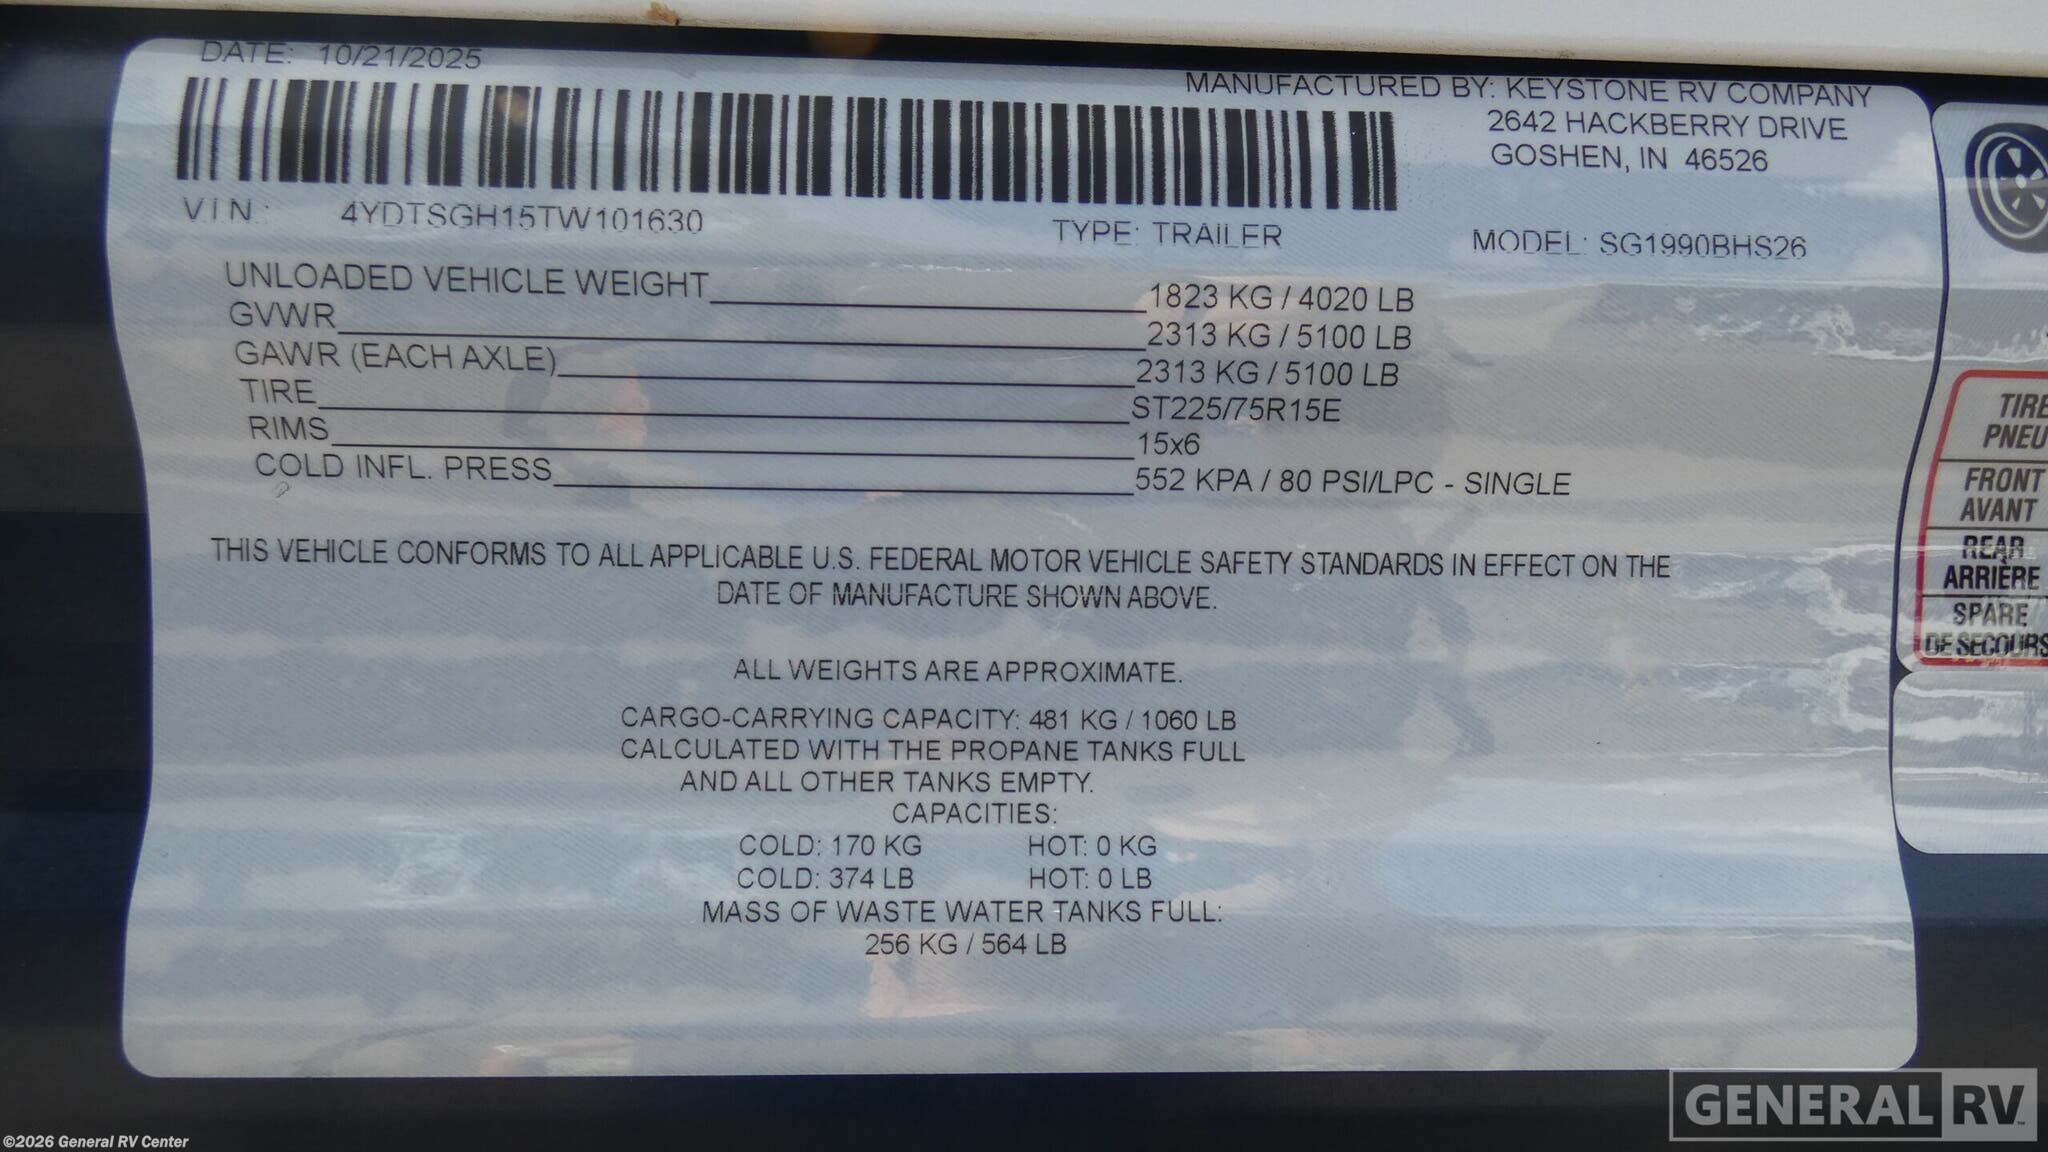 DATE: 10/21/2025
MANUFACTURED BY: KEYSTONE RV COMPANY
2642 HACKBERRY DRIVE
GOSHEN, IN 46526
VIN: 4YDTSGH15TW101630
TYPE: TRAILER
MODEL: SG1990BHS26
UNLOADED VEHICLE WEIGHT 1823 KG / 4020 LB
GVWR 2313 KG / 5100 LB
GAWR (EACH AXLE) 2313 KG / 5100 LB
TIRE ST225/75R15E
RIMS 15x6
COLD INFL. PRESS 552 KPA / 80 PSI/LPC - SINGLE
THIS VEHICLE CONFORMS TO ALL APPLICABLE U.S. FEDERAL MOTOR VEHICLE SAFETY STANDARDS IN EFFECT ON THE
DATE OF MANUFACTURE SHOWN ABOVE.
ALL WEIGHTS ARE APPROXIMATE.
CARGO-CARRYING CAPACITY: 481 KG / 1060 LB
CALCULATED WITH THE PROPANE TANKS FULL
AND ALL OTHER TANKS EMPTY.
CAPACITIES:
COLD: 170 KG HOT: 0 KG
COLD: 374 LB HOT: 0 LB
MASS OF WASTE WATER TANKS FULL:
256 KG / 564 LB
TIRE
PNEU
FRONT
AVANT
REAR
ARRIÈRE
SPARE
DE SECOURS
GENERAL RV
©2026 General RV Center